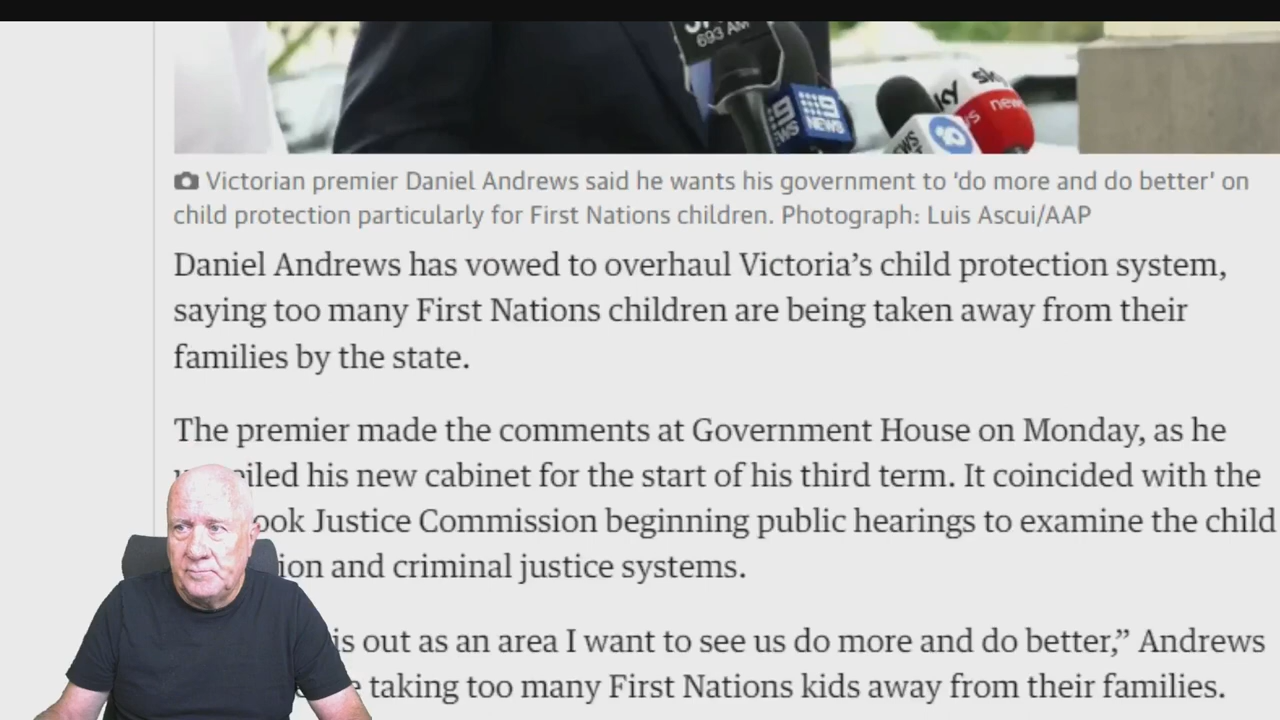 693 AM
9 NEWS
sky news
Victorian premier Daniel Andrews said he wants his government to 'do more and do better' on
child protection particularly for First Nations children. Photograph: Luis Ascui/AAP
Daniel Andrews has vowed to overhaul Victoria’s child protection system,
saying too many First Nations children are being taken away from their
families by the state.
The premier made the comments at Government House on Monday, as he
his new cabinet for the start of his third term. It coincided with the
Justice Commission beginning public hearings to examine the child
and criminal justice systems.
is out as an area I want to see us do more and do better,” Andrews
taking too many First Nations kids away from their families.